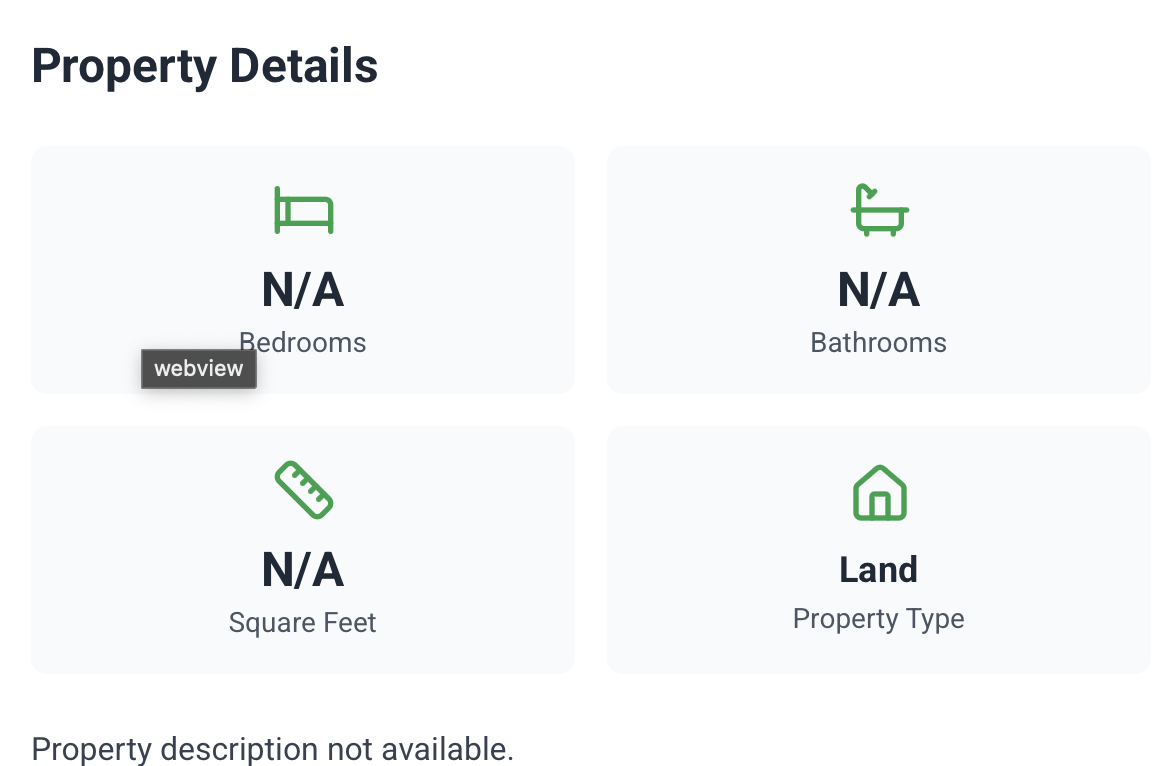 Property Details
N/A
Bedrooms
N/A
Bathrooms
webview
N/A
Square Feet
Land
Property Type
Property description not available.